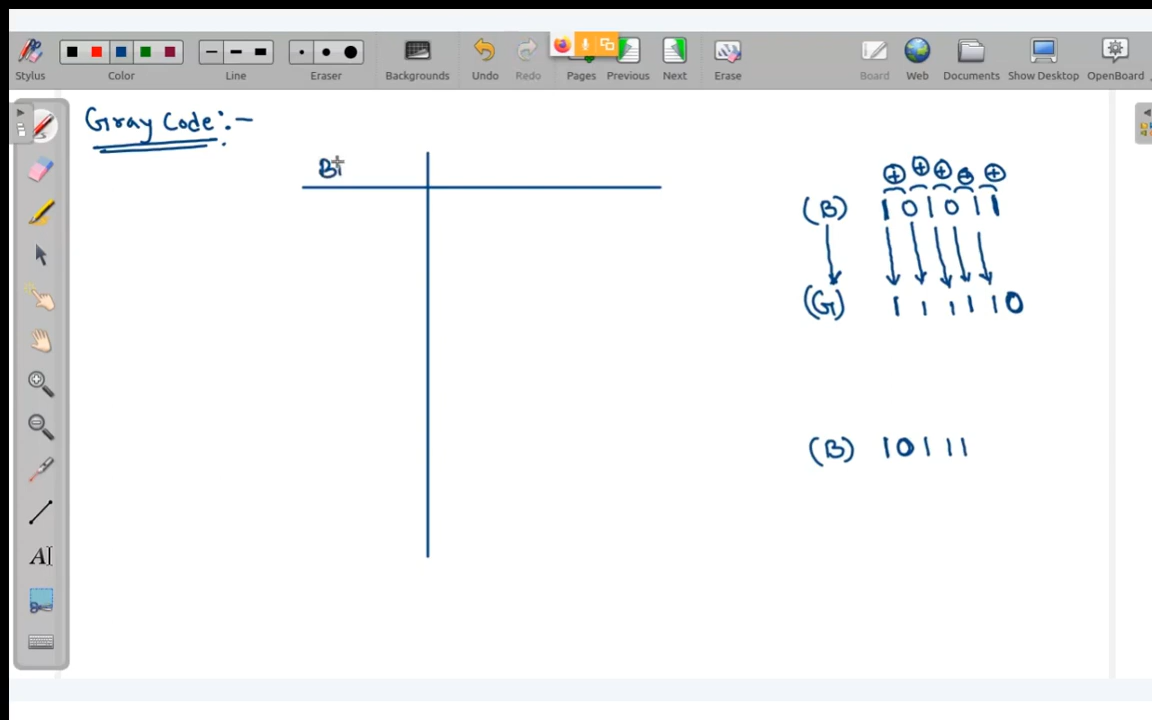 Stylus Color Line Eraser Backgrounds Undo Redo Pages Previous Next Erase Board Web Documents Show Desktop OpenBoard
Gray Code:-
Bi
+ + + + +
(B) 1 0 1 0 1 1
(G) 1 1 1 1 1 0
(B) 1 0 1 1 1
A